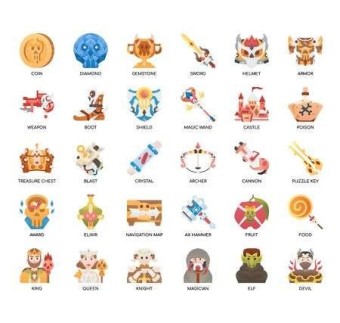 COIN
DIAMOND
GEMSTONE
SWORD
HELMET
ARMOR
WEAPON
BOOT
SHIELD
MAGIC WAND
CASTLE
POISON
TREASURE CHEST
BLAST
CRYSTAL
ARCHER
CANNON
PUZZLE KEY
AWARD
ELIXIR
NAVIGATION MAP
AX HAMMER
FRUIT
FOOD
KING
QUEEN
KNIGHT
MAGICIAN
ELF
DEVIL